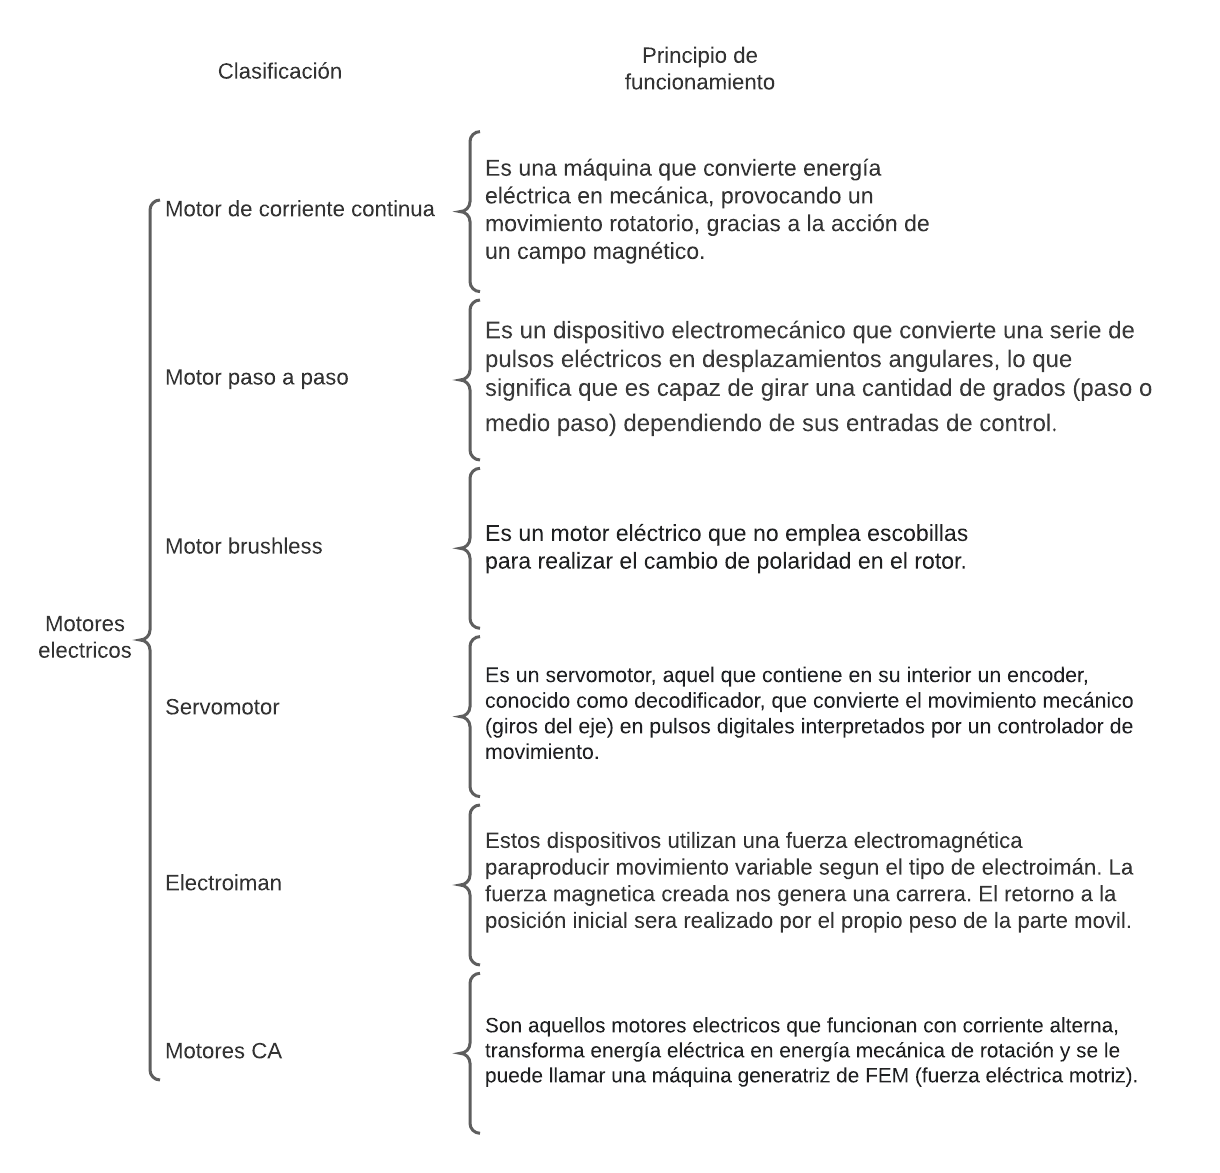 Clasificación
Principio de
funcionamiento
Motores
electricos
Motor de corriente continua
Es una máquina que convierte energía
eléctrica en mecánica, provocando un
movimiento rotatorio, gracias a la acción de
un campo magnético.
Motor paso a paso
Es un dispositivo electromecánico que convierte una serie de
pulsos eléctricos en desplazamientos angulares, lo que
significa que es capaz de girar una cantidad de grados (paso o
medio paso) dependiendo de sus entradas de control.
Motor brushless
Es un motor eléctrico que no emplea escobillas
para realizar el cambio de polaridad en el rotor.
Servomotor
Es un servomotor, aquel que contiene en su interior un encoder,
conocido como decodificador, que convierte el movimiento mecánico
(giros del eje) en pulsos digitales interpretados por un controlador de
movimiento.
Electroiman
Estos dispositivos utilizan una fuerza electromagnética
paraproducir movimiento variable segun el tipo de electroimán. La
fuerza magnetica creada nos genera una carrera. El retorno a la
posición inicial sera realizado por el propio peso de la parte movil.
Motores CA
Son aquellos motores electricos que funcionan con corriente alterna,
transforma energía eléctrica en energía mecánica de rotación y se le
puede llamar una máquina generatriz de FEM (fuerza eléctrica motriz).